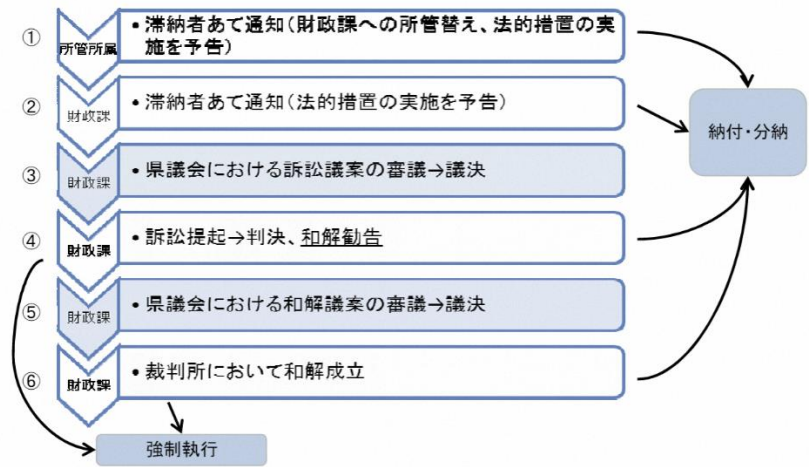 ①
所管所属
•滞納者あて通知(財政課への所管替え、法的措置の実
施を予告)
②
財政課
•滞納者あて通知(法的措置の実施を予告)
納付・分納
③
財政課
•県議会における訴訟議案の審議→議決
④
財政課
•訴訟提起→判決、和解勧告
⑤
財政課
•県議会における和解議案の審議→議決
⑥
財政課
•裁判所において和解成立
強制執行